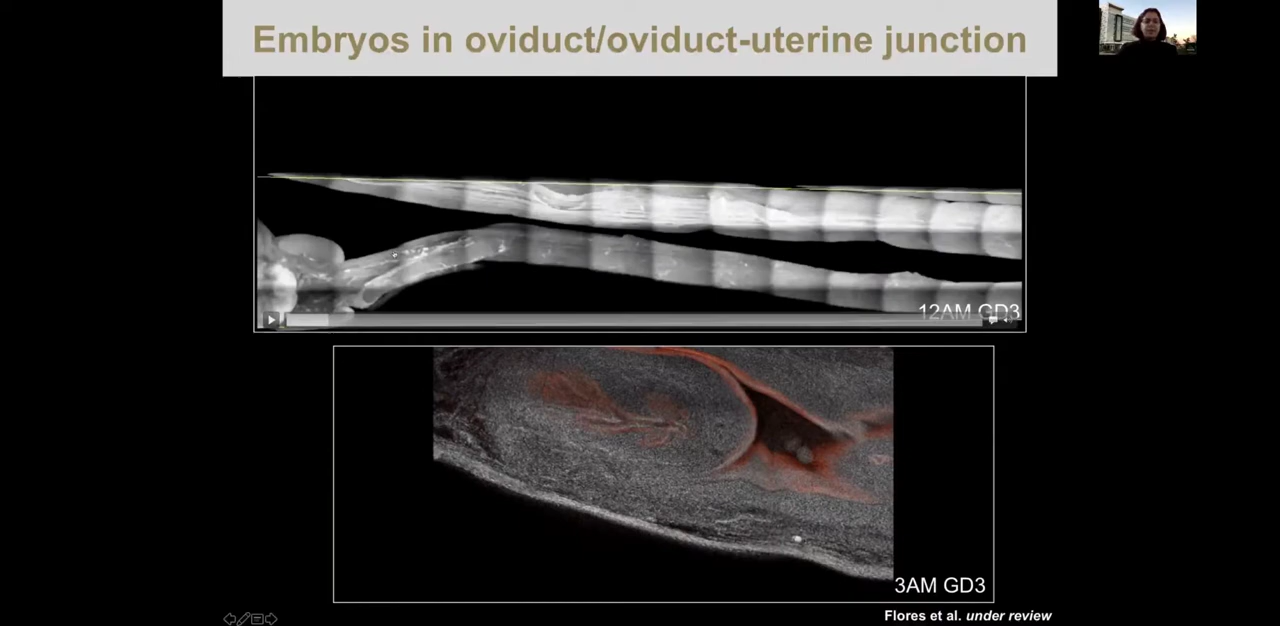 Embryos in oviduct/oviduct-uterine junction
12AM GD3
3AM GD3
Flores et al. under review